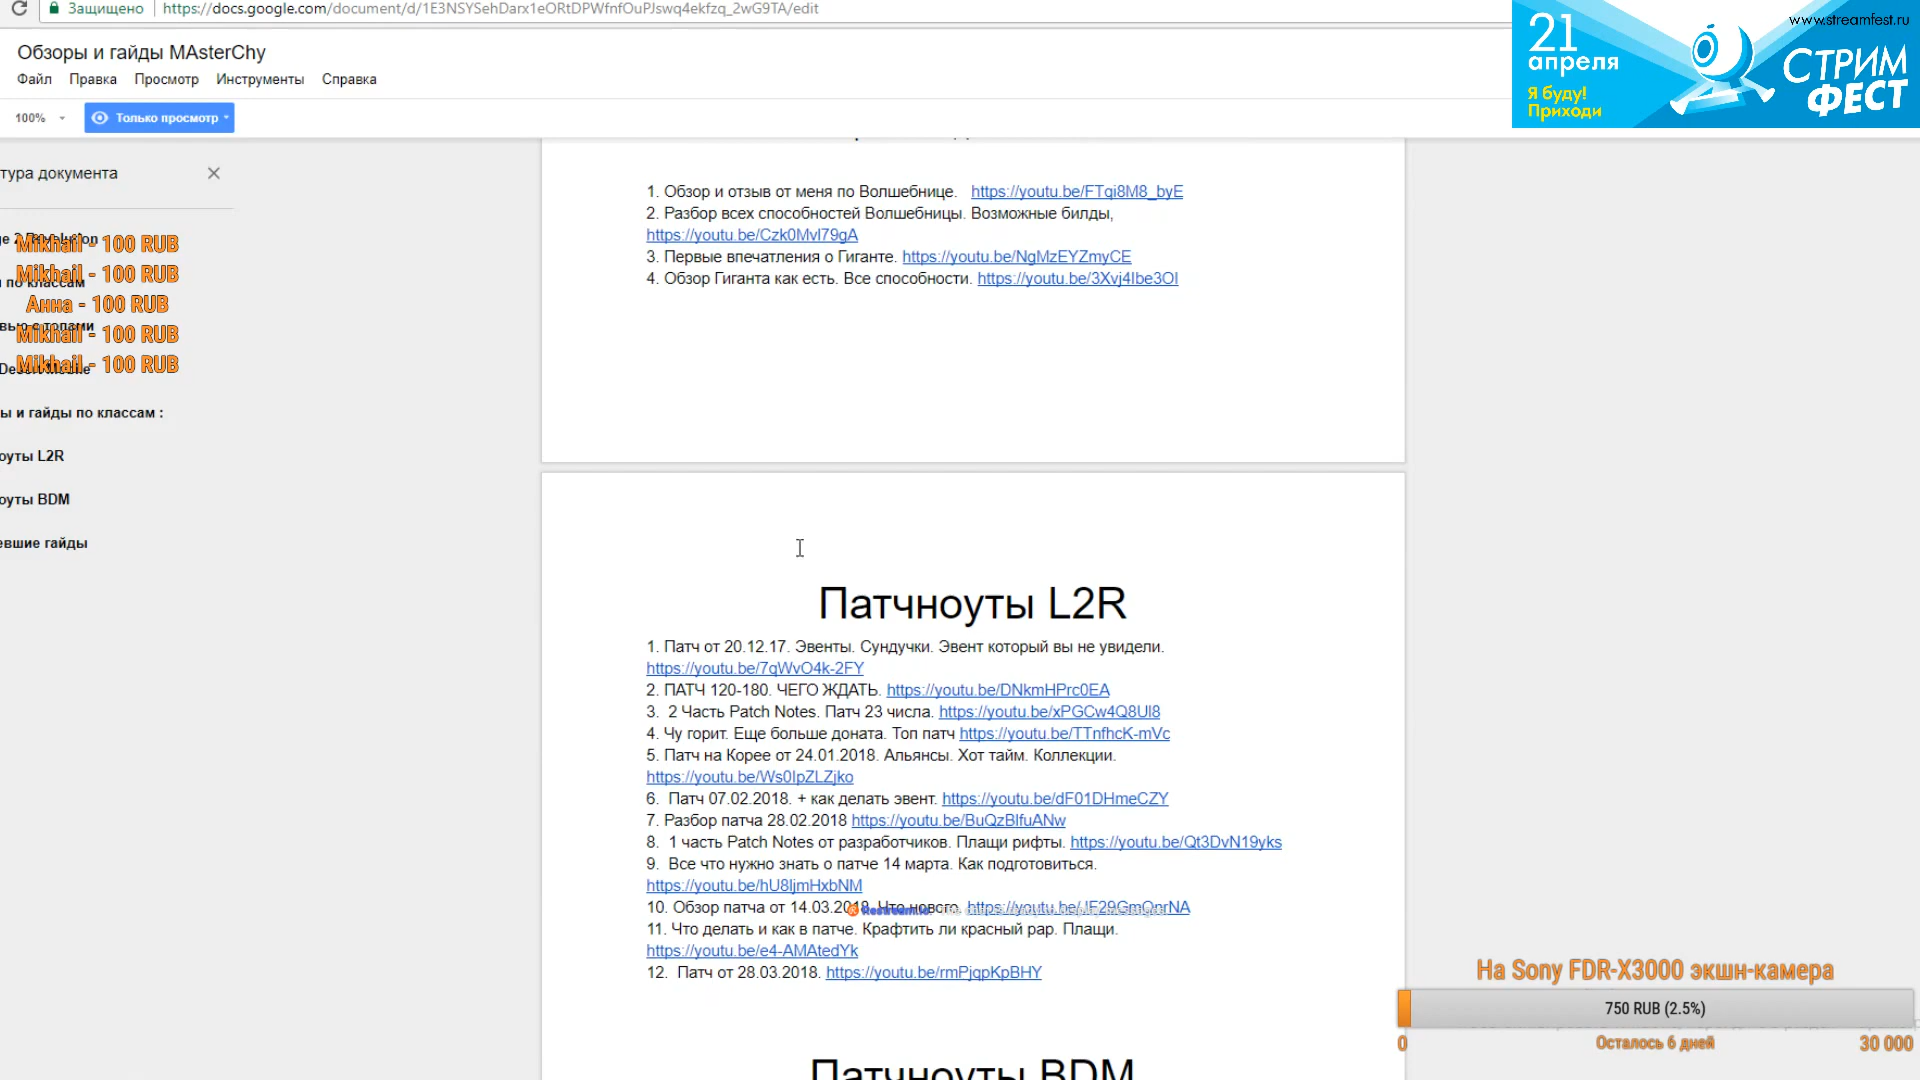 Защищено https://docs.google.com/document/d/1E3NSYSehDarx1eORtDPWfnfOuPJswq4ekfzq_2wG9TA/edit
www.streamfest.ru
21
апреля
Я буду!
Приходи
СТРИМ
ФЕСТ
Обзоры и гайды MAsterChy
Файл Правка Просмотр Инструменты Справка
100% Только просмотр
тура документа
Mikhail - 100 RUB
Mikhail - 100 RUB
по классам
Анна - 100 RUB
Mikhail - 100 RUB
Mikhail - 100 RUB
ы и гайды по классам :
оуты L2R
оуты BDM
евшие гайды
1. Обзор и отзыв от меня по Волшебнице. https://youtu.be/FTqi8M8_byE
2. Разбор всех способностей Волшебницы. Возможные билды,
https://youtu.be/Czk0MvI79gA
3. Первые впечатления о Гиганте. https://youtu.be/NgMzEYZmyCE
4. Обзор Гиганта как есть. Все способности. https://youtu.be/3Xvj4Ibe3OI
Патчноуты L2R
1. Патч от 20.12.17. Эвенты. Сундучки. Эвент который вы не увидели.
https://youtu.be/7qWvO4k-2FY
2. ПАТЧ 120-180. ЧЕГО ЖДАТЬ. https://youtu.be/DNkmHPrc0EA
3. 2 Часть Patch Notes. Патч 23 числа. https://youtu.be/xPGCw4Q8UI8
4. Чу горит. Еще больше доната. Топ патч https://youtu.be/TTnfhcK-mVc
5. Патч на Корее от 24.01.2018. Альянсы. Хот тайм. Коллекции.
https://youtu.be/Ws0IpZLZjko
6. Патч 07.02.2018. + как делать эвент. https://youtu.be/dF01DHmeCZY
7. Разбор патча 28.02.2018 https://youtu.be/BuQzBlfuANw
8. 1 часть Patch Notes от разработчиков. Плащи рифты. https://youtu.be/Qt3DvN19yks
9. Все что нужно знать о патче 14 марта. Как подготовиться.
https://youtu.be/hU8ljmHxbNM
10. Обзор патча от 14.03.2018. Что нового.
11. Что делать и как в патче. Крафтить ли красный рар. Плащи.
https://youtu.be/e4-AMAtedYk
12. Патч от 28.03.2018. https://youtu.be/rmPjqpKpBHY
Патчноуты BDM
На Sony FDR-X3000 экшн-камера
750 RUB (2.5%)
0 Осталось 6 дней 30 000